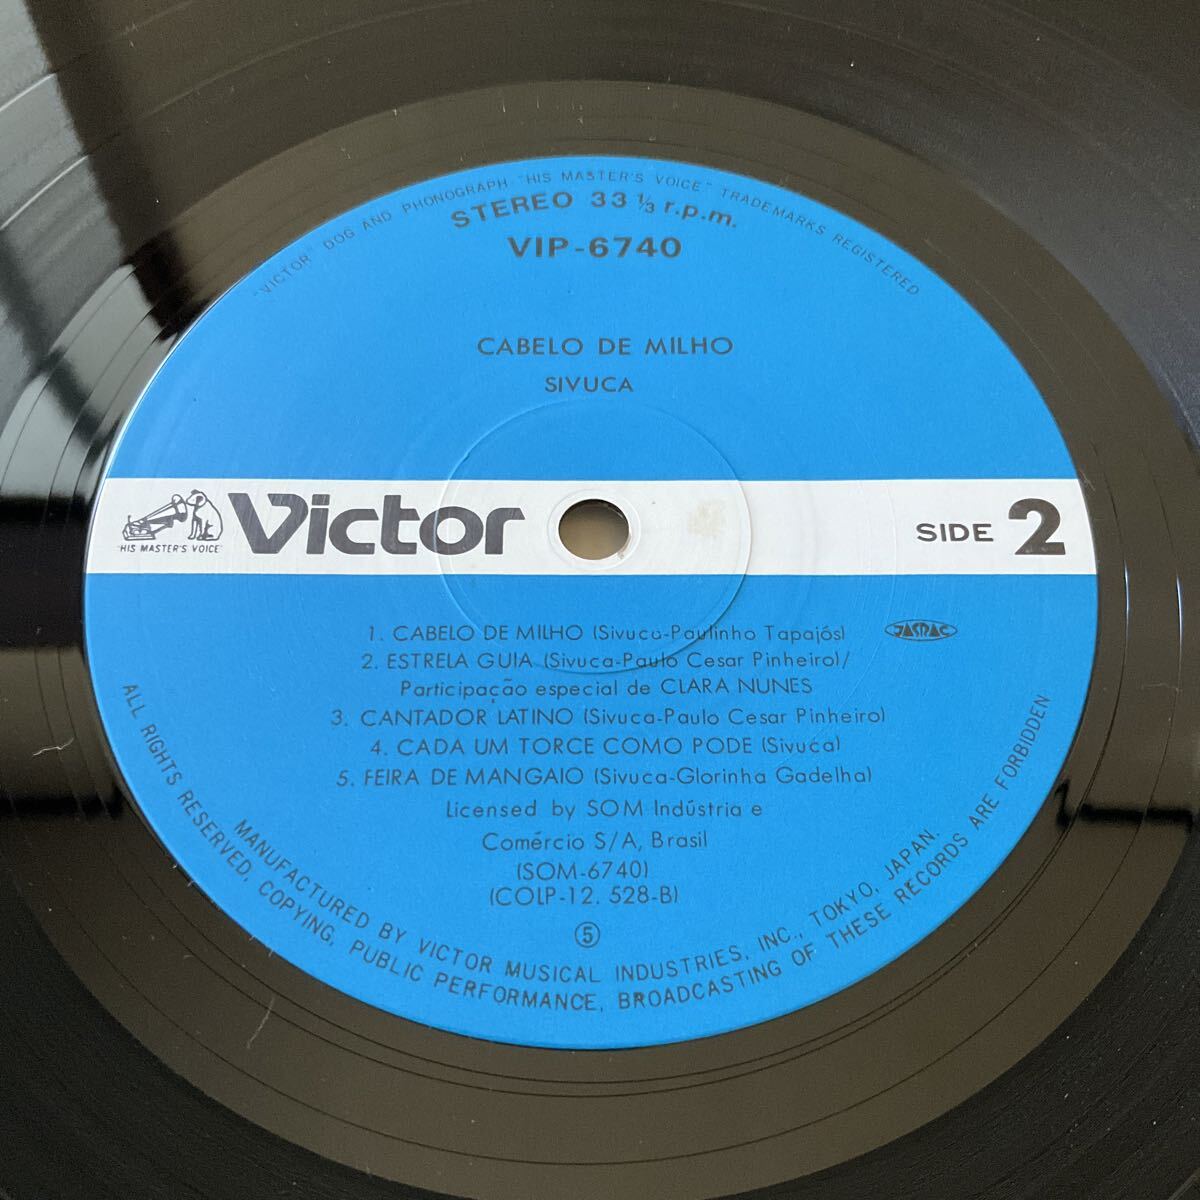 "VICTOR" DOG AND PHONOGRAPH "HIS MASTER'S VOICE" TRADEMARKS REGISTERED
STEREO 33 1/3 r.p.m.
VIP-6740
CABELO DE MILHO
SIVUCA
"HIS MASTER'S VOICE"
Victor
SIDE 2
1. CABELO DE MILHO (Sivuca-Paulinho Tapajós)
JASRAC
2. ESTRELA GUIA (Sivuca-Paulo Cesar Pinheiro)/
Participação especial de CLARA NUNES
3. CANTADOR LATINO (Sivuca-Paulo Cesar Pinheiro)
4. CADA UM TORCE COMO PODE (Sivuca)
5. FEIRA DE MANGAIO (Sivuca-Glorinha Gadelha)
Licensed by SOM Indústria e
Comércio S/A, Brasil
(SOM-6740)
(COLP-12. 528-B)
⑤
MANUFACTURED BY VICTOR MUSICAL INDUSTRIES, INC., TOKYO, JAPAN.
ALL RIGHTS RESERVED, COPYING, PUBLIC PERFORMANCE, BROADCASTING OF THESE RECORDS ARE FORBIDDEN